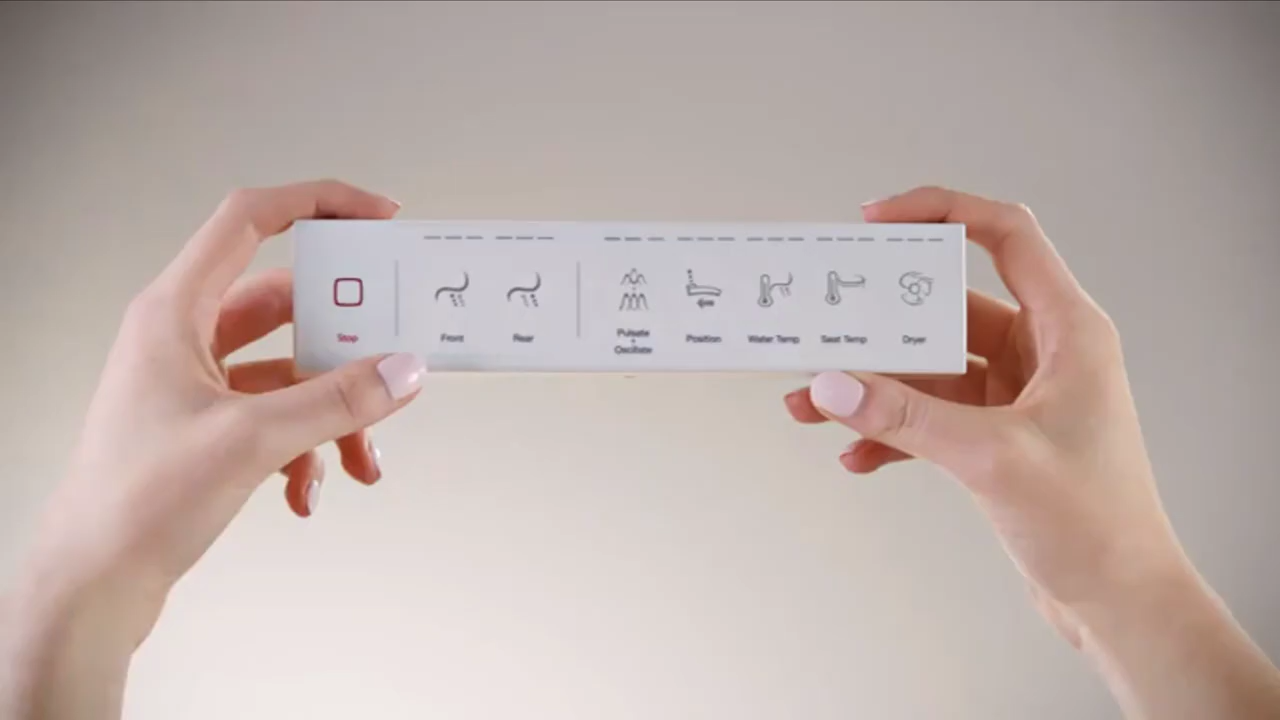 Stop
Front
Rear
Pulsate
+
Oscillate
Position
Water Temp
Seat Temp
Dryer